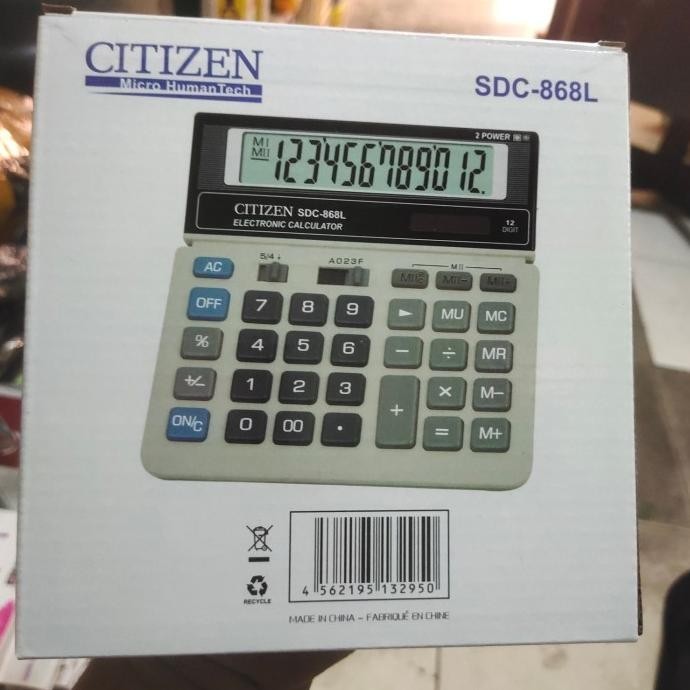 CITIZEN
Micro HumanTech
SDC-868L
2 POWER
MI
MII
123456789012.
CITIZEN SDC-868L
ELECTRONIC CALCULATOR
12
DIGIT
5/4 ↓
A023F
MII
AC
MII
MII−
MII+
OFF
7 8 9 ► MU MC
% 4 5 6 − ÷ MR
+/− 1 2 3 + × M−
ON/C 0 00 • = M+
4 562195 132950
RECYCLE
MADE IN CHINA – FABRIQUÉ EN CHINE